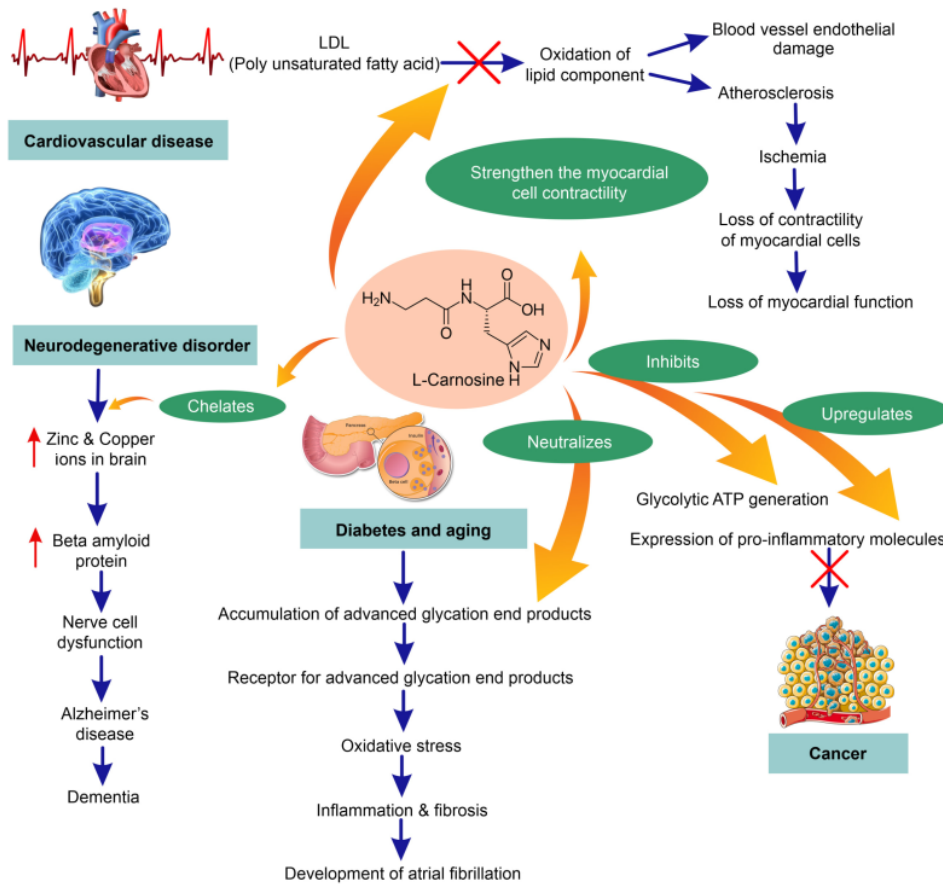 LDL
(Poly unsaturated fatty acid)
Oxidation of
lipid component
Blood vessel endothelial
damage
Atherosclerosis
Ischemia
Loss of contractility
of myocardial cells
Loss of myocardial function
Cardiovascular disease
Strengthen the myocardial
cell contractility
Neurodegenerative disorder
H2N
O
H
N
O
OH
N
N
H
L-Carnosine
Chelates
Zinc & Copper
ions in brain
Beta amyloid
protein
Nerve cell
dysfunction
Alzheimer's
disease
Dementia
Pancreas
Insulin
Beta cell
Neutralizes
Inhibits
Upregulates
Diabetes and aging
Accumulation of advanced glycation end products
Receptor for advanced glycation end products
Oxidative stress
Inflammation & fibrosis
Development of atrial fibrillation
Glycolytic ATP generation
Expression of pro-inflammatory molecules
Cancer